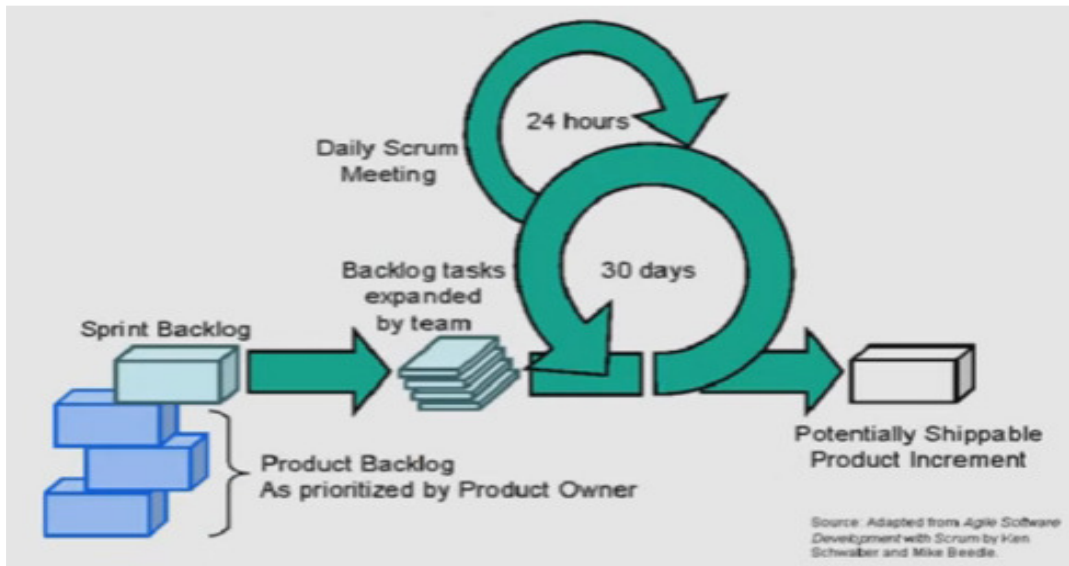 24 hours
Daily Scrum
Meeting
Backlog tasks
expanded
by team
30 days
Sprint Backlog
Potentially Shippable
Product Increment
Product Backlog
As prioritized by Product Owner
Source: Adapted from Agile Software
Development with Scrum by Ken
Schwaber and Mike Beedle.